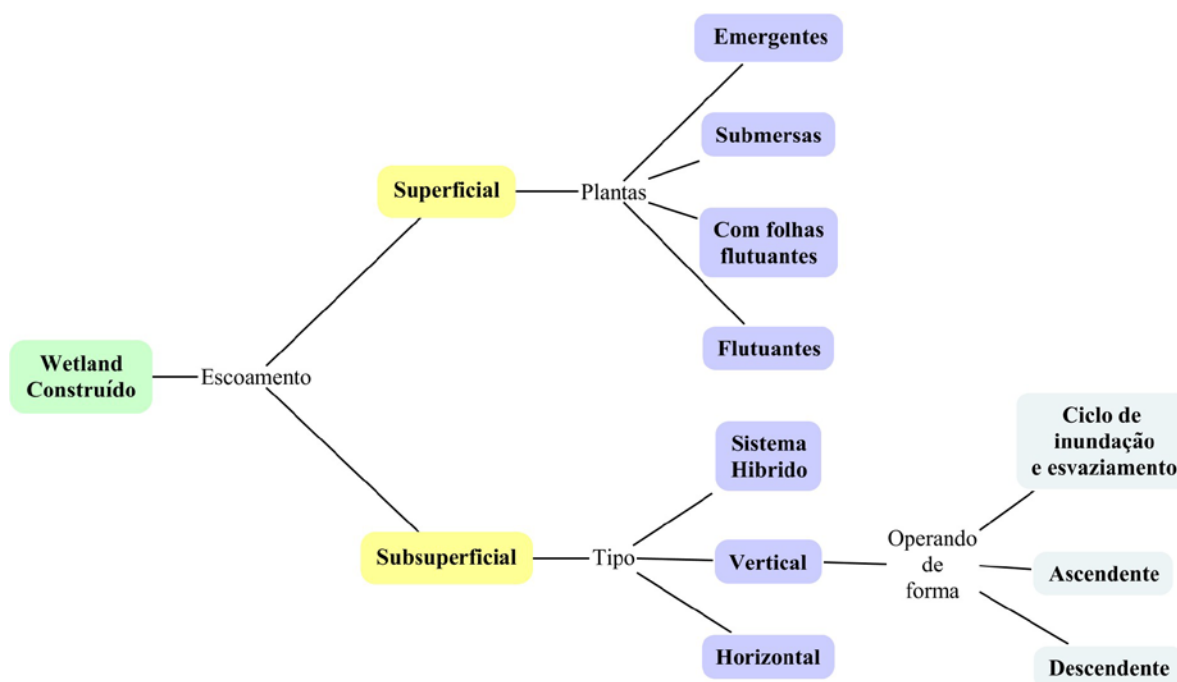 Emergentes
Submersas
Superficial
Plantas
Com folhas
flutuantes
Flutuantes
Wetland
Construído
Escoamento
Sistema
Hibrido
Subsuperficial
Tipo
Vertical
Horizontal
Operando
de
forma
Ciclo de
inundação
e esvaziamento
Ascendente
Descendente